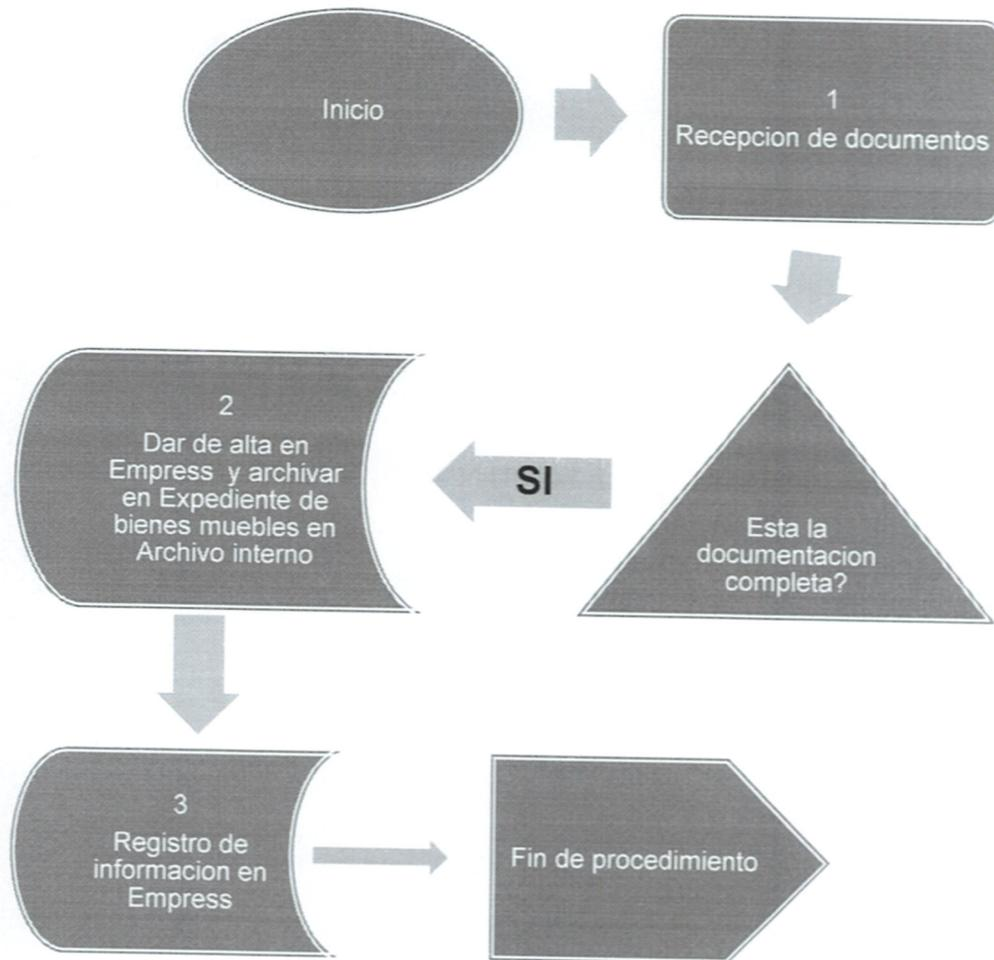 Inicio
1
Recepcion de documentos
Esta la
documentacion
completa?
SI
2
Dar de alta en
Empress y archivar
en Expediente de
bienes muebles en
Archivo interno
3
Registro de
informacion en
Empress
Fin de procedimiento